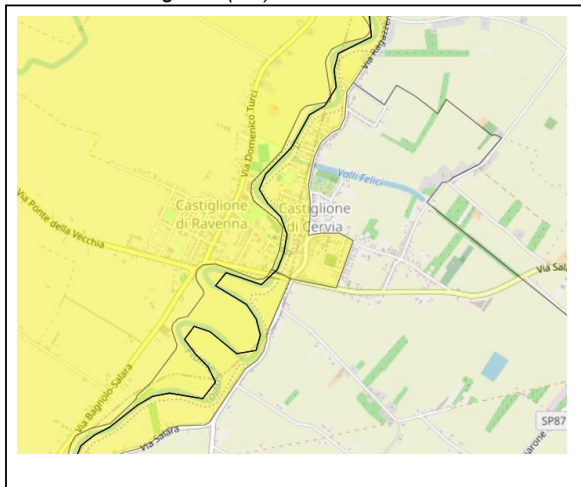 Via Ragazzena
Via Domenico Turci
Valli Felici
Castiglione
di Ravenna
Castiglione
di Cervia
Via Ponte della Vecchia
Via Sala
Via Bagnolo-Salara
Via Salara
SP87
arone